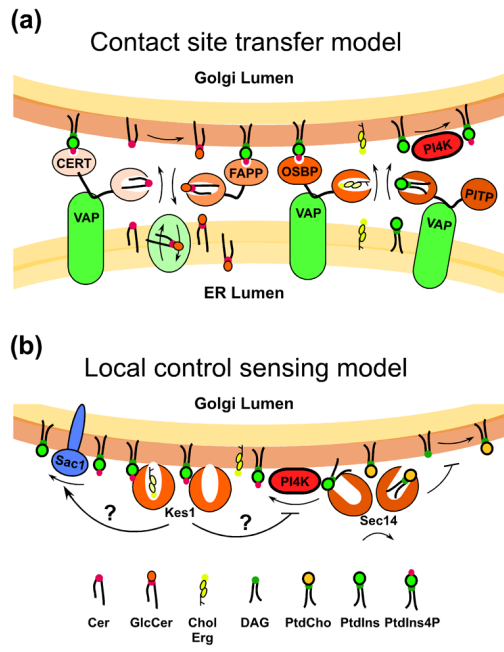 (a)
Contact site transfer model
Golgi Lumen
CERT
FAPP
OSBP
PI4K
PITP
VAP
VAP
VAP
ER Lumen
(b)
Local control sensing model
Golgi Lumen
Sac1
PI4K
? Kes1 ? Sec14
Cer GlcCer Chol DAG PtdCho PtdIns PtdIns4P
Erg